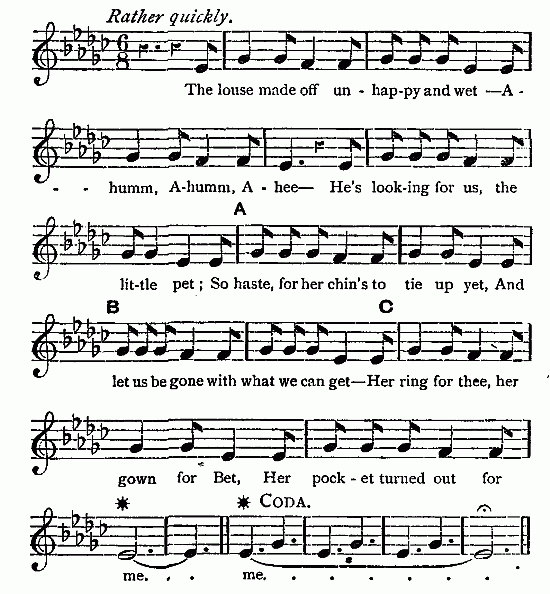 Rather quickly.
6
8
The louse made off un - hap-py and wet —A -
- - humm, A-humm, A - hee— He's look-ing for us, the
A
lit-tle pet ; So haste, for her chin's to tie up yet, And
B C
let us be gone with what we can get—Her ring for thee, her
gown for Bet, Her pock - et turned out for
* * CODA.
me. . . me. . . . . . . .